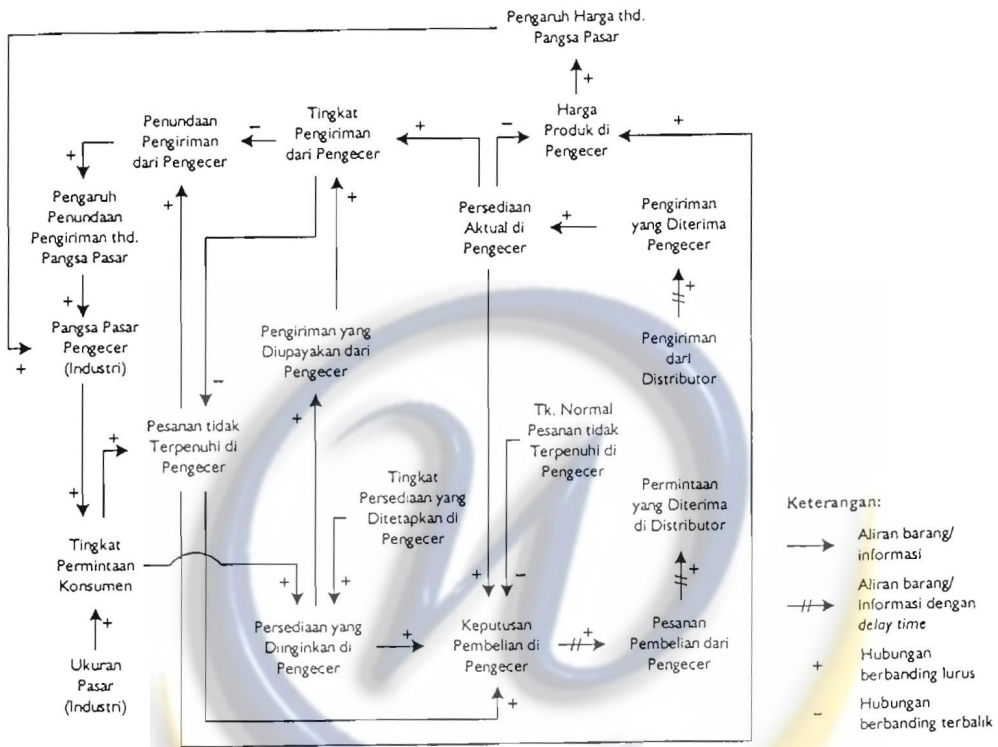 Pengaruh Harga thd.
Pangsa Pasar
+
+
Harga
Produk di
Pengecer
+
−
Tingkat
Pengiriman
dari Pengecer
+
−
Penundaan
Pengiriman
dari Pengecer
+
+
Pengaruh
Penundaan
Pengiriman thd.
Pangsa Pasar
+
Pangsa Pasar
Pengecer
(Industri)
+
Persediaan
Aktual di
Pengecer
+
Pengiriman
yang Diterima
Pengecer
+
Pengiriman
dari
Distributor
Pengiriman yang
Diupayakan dari
Pengecer
+
+
−
Pesanan tidak
Terpenuhi di
Pengecer
+
Tk. Normal
Pesanan tidak
Terpenuhi di
Pengecer
Tingkat
Persediaan yang
Ditetapkan di
Pengecer
Permintaan
yang Diterima
di Distributor
+
Tingkat
Permintaan
Konsumen
+
+
Ukuran
Pasar
(Industri)
+
+
Persediaan yang
Diinginkan di
Pengecer
+
+
−
Keputusan
Pembelian di
Pengecer
+
+
Pesanan
Pembelian dari
Pengecer
Keterangan:
Aliran barang/
informasi
Aliran barang/
informasi dengan
delay time
+ Hubungan
berbanding lurus
− Hubungan
berbanding terbalik